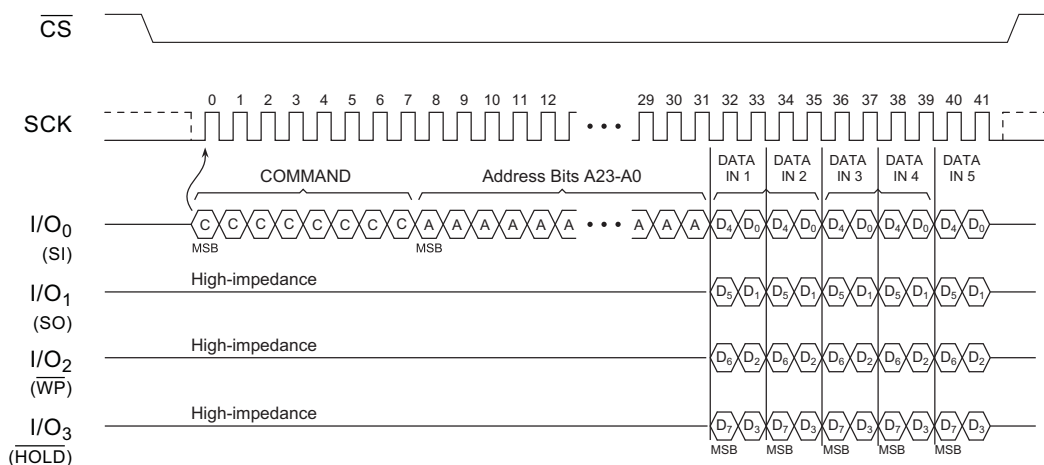 CS
0 1 2 3 4 5 6 7 8 9 10 11 12 29 30 31 32 33 34 35 36 37 38 39 40 41
SCK • • •
COMMAND Address Bits A23-A0 DATA IN 1 DATA IN 2 DATA IN 3 DATA IN 4 DATA IN 5
I/O0 C C C C C C C C A A A A A A • • • A A A D4 D0 D4 D0 D4 D0 D4 D0 D4 D0
(SI) MSB MSB
High-impedance
I/O1 D5 D1 D5 D1 D5 D1 D5 D1 D5 D1
(SO)
High-impedance
I/O2 D6 D2 D6 D2 D6 D2 D6 D2 D6 D2
(WP)
High-impedance
I/O3 D7 D3 D7 D3 D7 D3 D7 D3 D7 D3
(HOLD) MSB MSB MSB MSB MSB